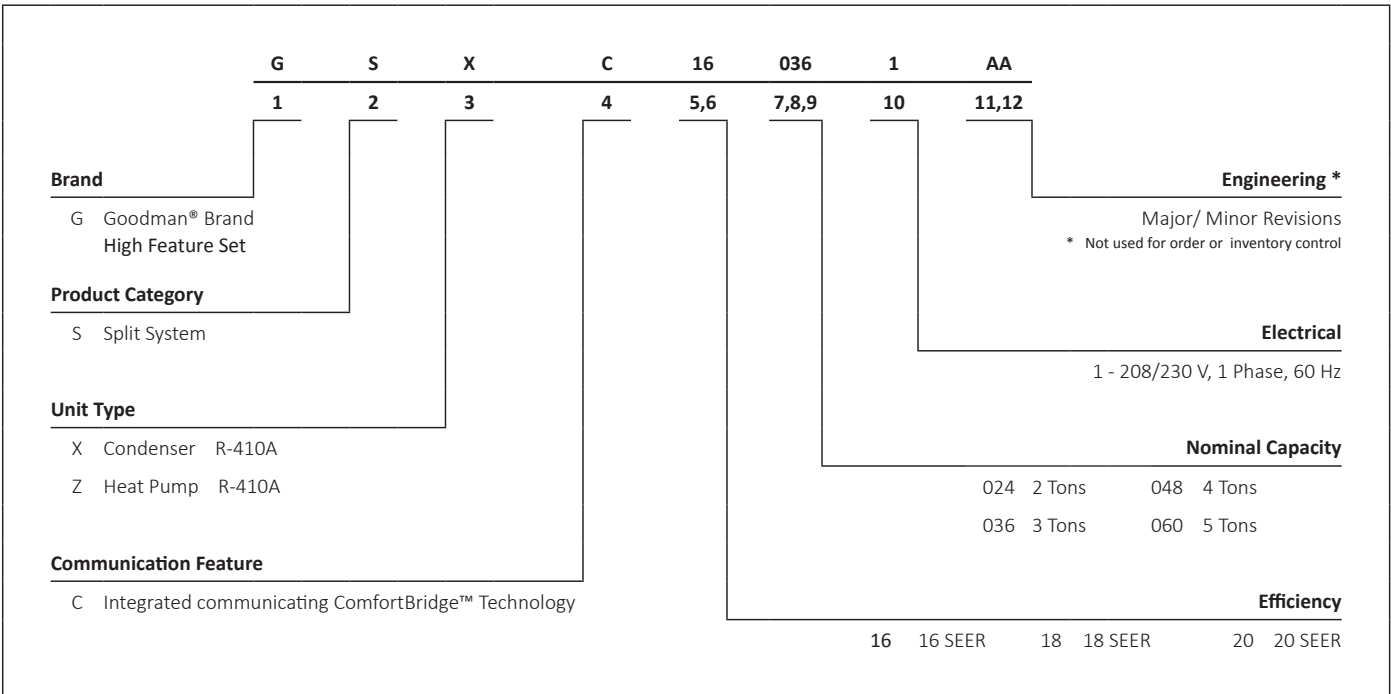 G S X C 16 036 1 AA
1 2 3 4 5,6 7,8,9 10 11,12
Brand
G Goodman® Brand
High Feature Set
Product Category
S Split System
Unit Type
X Condenser R-410A
Z Heat Pump R-410A
Communication Feature
C Integrated communicating ComfortBridge™ Technology
Engineering *
Major/ Minor Revisions
* Not used for order or inventory control
Electrical
1 - 208/230 V, 1 Phase, 60 Hz
Nominal Capacity
024 2 Tons 048 4 Tons
036 3 Tons 060 5 Tons
Efficiency
16 16 SEER 18 18 SEER 20 20 SEER